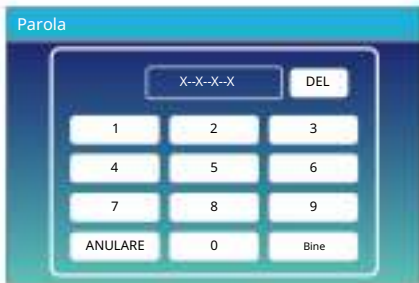 Parola
X--X--X--X DEL
1 2 3
4 5 6
7 8 9
ANULARE 0 Bine